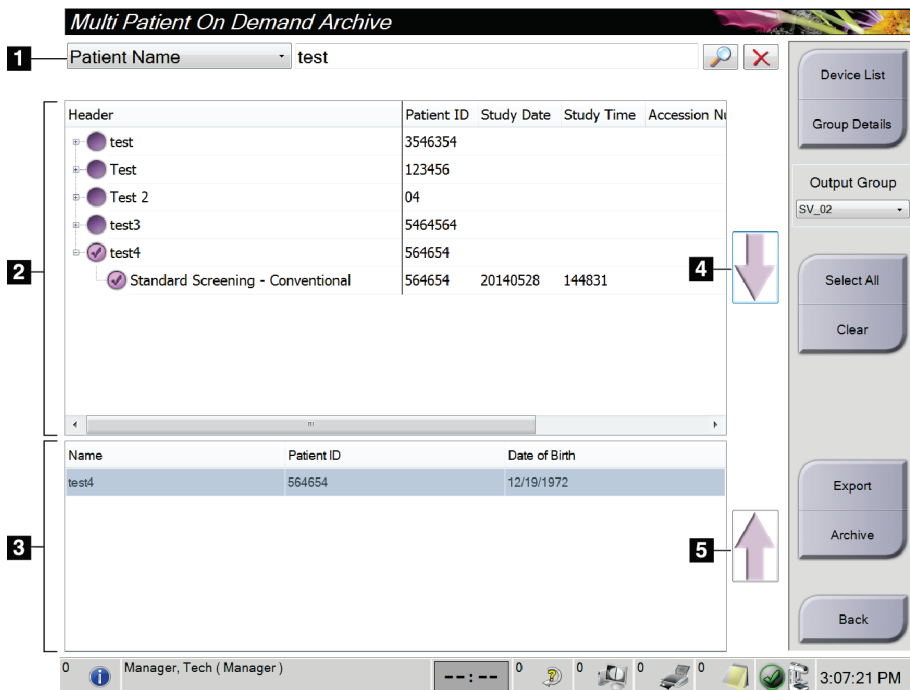 Multi Patient On Demand Archive
1
Patient Name
test
Device List
Group Details
Output Group
SV_02
Select All
Clear
2
Header Patient ID Study Date Study Time Accession Nu
test 3546354
Test 123456
Test 2 04
test3 5464564
test4 564654
Standard Screening - Conventional 564654 20140528 144831
4
3
Name Patient ID Date of Birth
test4 564654 12/19/1972
5
Export
Archive
Back
0 Manager, Tech ( Manager ) --:-- 0 0 0 0 3:07:21 PM